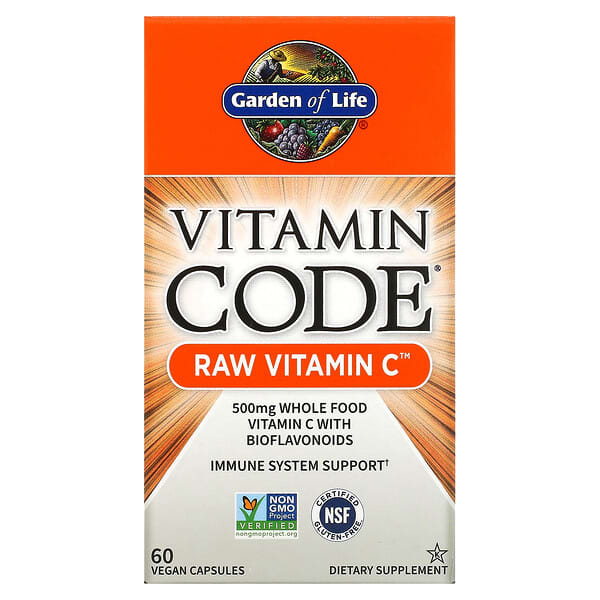 Garden of Life®
VITAMIN
CODE®
RAW VITAMIN C™
500mg WHOLE FOOD
VITAMIN C WITH
BIOFLAVONOIDS
IMMUNE SYSTEM SUPPORT†
NON
GMO
Project
VERIFIED
nongmoproject.org
CERTIFIED
NSF
GLUTEN-FREE
K
60
VEGAN CAPSULES
DIETARY SUPPLEMENT